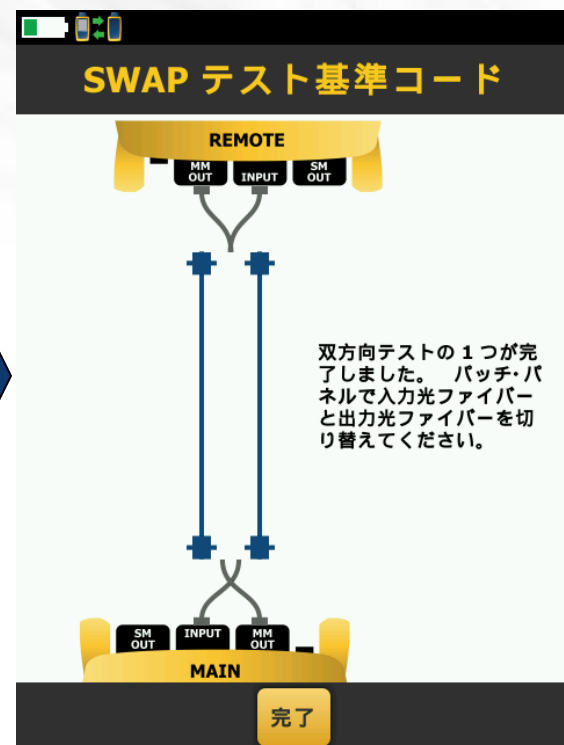 SWAP テスト基準コード
REMOTE
MM
OUT
INPUT
SM
OUT
双方向テストの 1 つが完
了しました。 パッチ・パ
ネルで入力光ファイバー
と出力光ファイバーを切
り替えてください。
SM
OUT
INPUT
MM
OUT
MAIN
完了